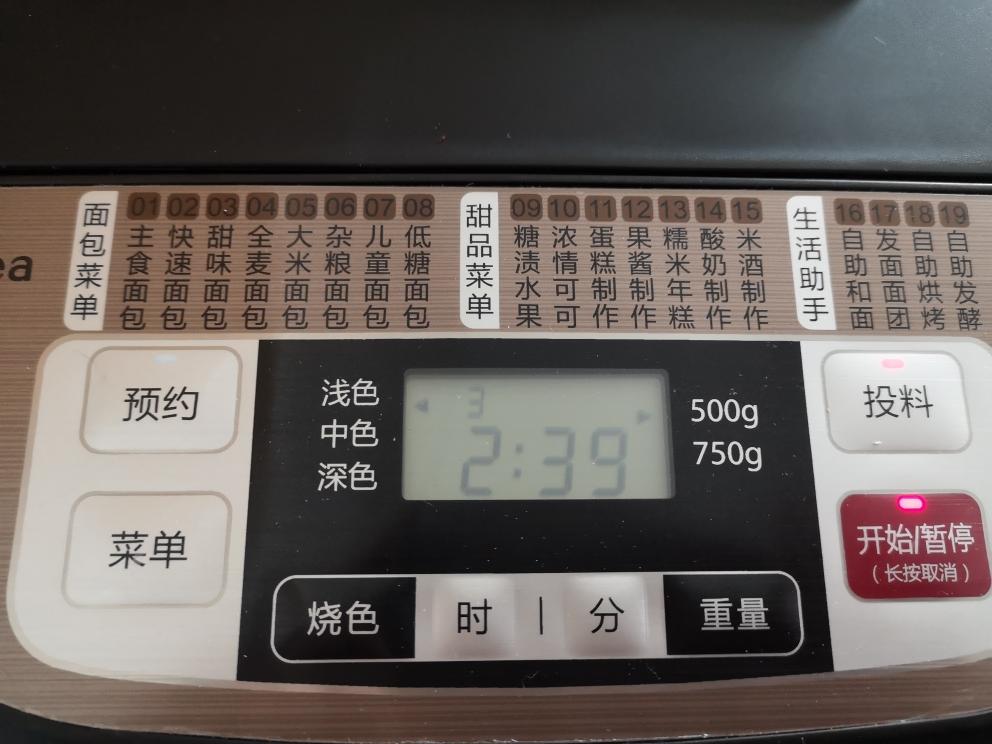 ea
面包菜单
01 02 03 04 05 06 07 08
主食面包
快速面包
甜味面包
全麦面包
大米面包
杂粮面包
儿童面包
低糖面包
甜品菜单
09 10 11 12 13 14 15
糖渍水果
浓情可可
蛋糕制作
果酱制作
糯米年糕
酸奶制作
米酒制作
生活助手
16 17 18 19
自助和面
发面面团
自助烘烤
自助发酵
预约
菜单
浅色
中色
深色
3
2:39
500g
750g
投料
开始/暂停
(长按取消)
烧色
时 | 分
重量